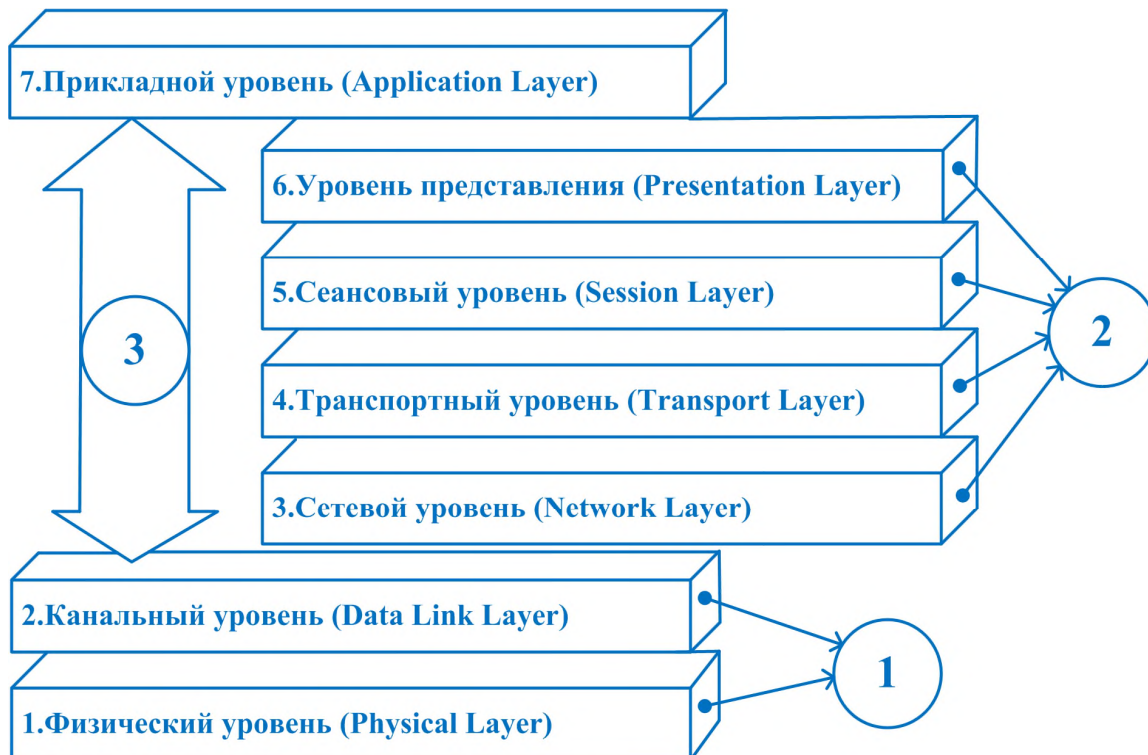 7.Прикладной уровень (Application Layer)
6.Уровень представления (Presentation Layer)
5.Сеансовый уровень (Session Layer)
3
2
4.Транспортный уровень (Transport Layer)
3.Сетевой уровень (Network Layer)
2.Канальный уровень (Data Link Layer)
1
1.Физический уровень (Physical Layer)